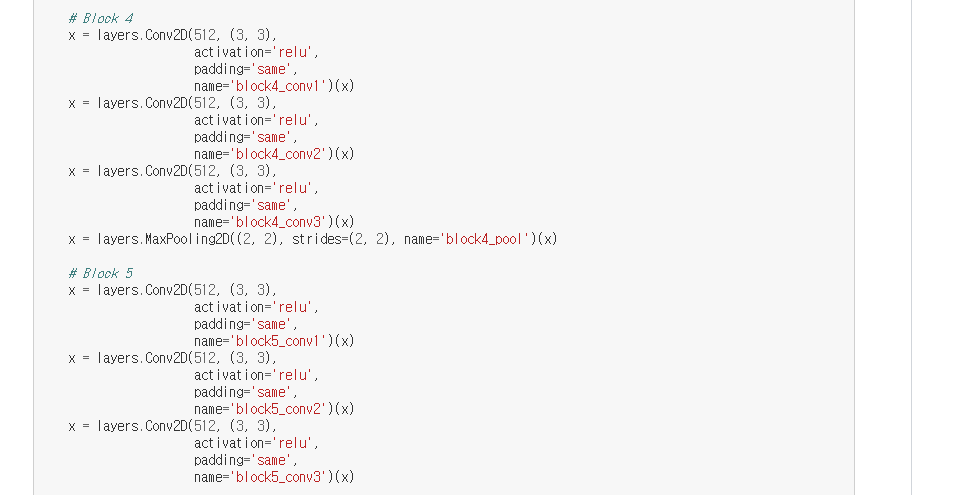 # Block 4
x = layers.Conv2D(512, (3, 3),
activation='relu',
padding='same',
name='block4_conv1')(x)
x = layers.Conv2D(512, (3, 3),
activation='relu',
padding='same',
name='block4_conv2')(x)
x = layers.Conv2D(512, (3, 3),
activation='relu',
padding='same',
name='block4_conv3')(x)
x = layers.MaxPooling2D((2, 2), strides=(2, 2), name='block4_pool')(x)
# Block 5
x = layers.Conv2D(512, (3, 3),
activation='relu',
padding='same',
name='block5_conv1')(x)
x = layers.Conv2D(512, (3, 3),
activation='relu',
padding='same',
name='block5_conv2')(x)
x = layers.Conv2D(512, (3, 3),
activation='relu',
padding='same',
name='block5_conv3')(x)